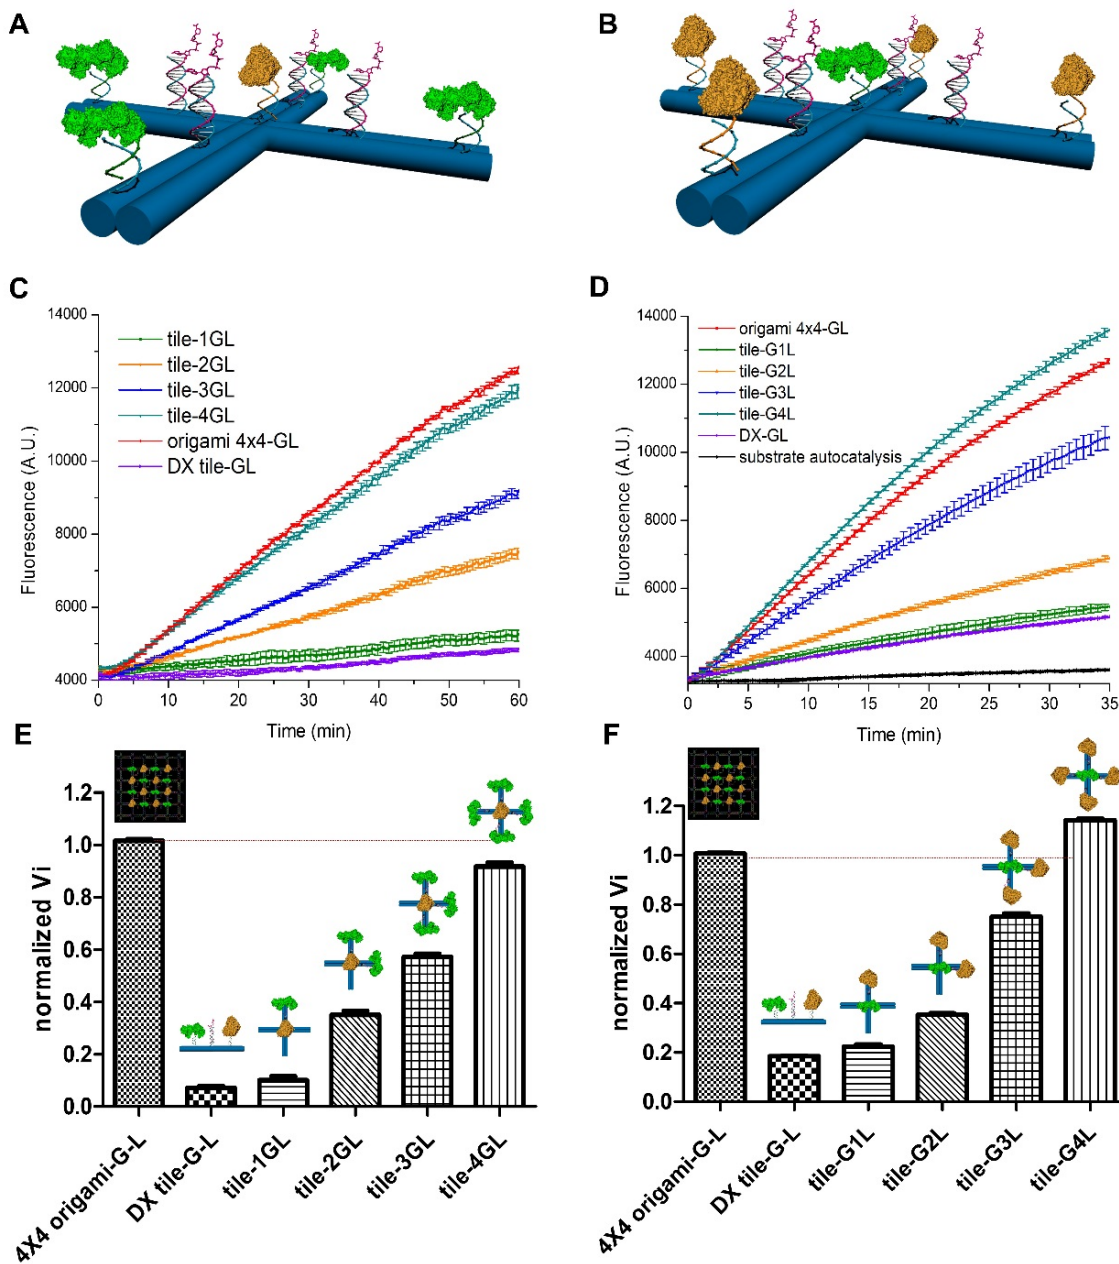 A
B
C
14000
12000
10000
8000
6000
4000
Fluorescence (A.U.)
tile-1GL
tile-2GL
tile-3GL
tile-4GL
origami 4x4-GL
DX tile-GL
0
10
20
30
40
50
60
Time (min)
D
14000
12000
10000
8000
6000
4000
Fluorescence (A.U.)
origami 4x4-GL
tile-G1L
tile-G2L
tile-G3L
tile-G4L
DX-GL
substrate autocatalysis
0
5
10
15
20
25
30
35
Time (min)
E
1.2
1.0
0.8
0.6
0.4
0.2
0.0
normalized Vi
4X4 origami-G-L
DX tile-G-L
tile-1GL
tile-2GL
tile-3GL
tile-4GL
F
1.2
1.0
0.8
0.6
0.4
0.2
0.0
normalized Vi
4X4 origami-G-L
DX tile-G-L
tile-G1L
tile-G2L
tile-G3L
tile-G4L